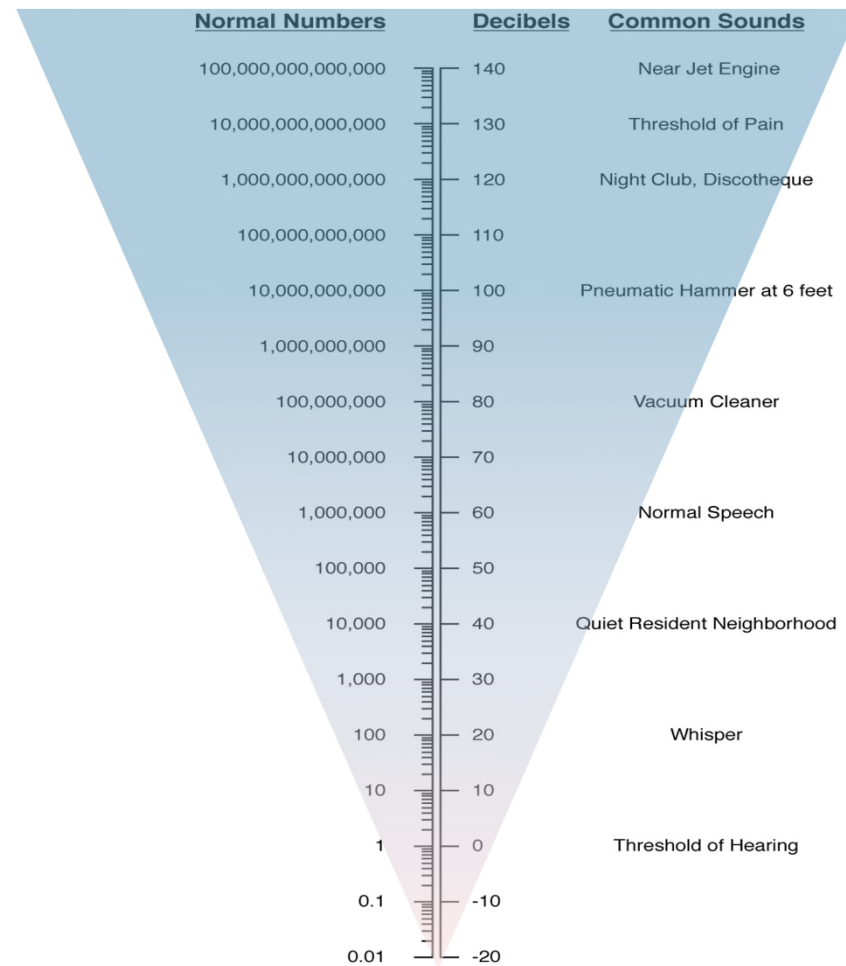 Normal Numbers Decibels Common Sounds
100,000,000,000,000 140 Near Jet Engine
10,000,000,000,000 130 Threshold of Pain
1,000,000,000,000 120 Night Club, Discotheque
100,000,000,000 110
10,000,000,000 100 Pneumatic Hammer at 6 feet
1,000,000,000 90
100,000,000 80 Vacuum Cleaner
10,000,000 70
1,000,000 60 Normal Speech
100,000 50
10,000 40 Quiet Resident Neighborhood
1,000 30
100 20 Whisper
10 10
1 0 Threshold of Hearing
0.1 -10
0.01 -20